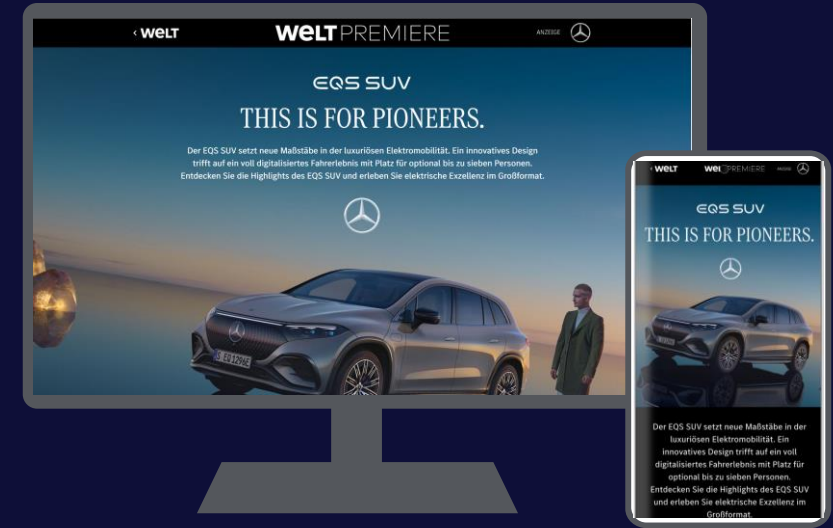 ‹ WELT WELTPREMIERE ANZEIGE
EQS SUV
THIS IS FOR PIONEERS.
Der EQS SUV setzt neue Maßstäbe in der luxuriösen Elektromobilität. Ein innovatives Design
trifft auf ein voll digitalisiertes Fahrerlebnis mit Platz für optional bis zu sieben Personen.
Entdecken Sie die Highlights des EQS SUV und erleben Sie elektrische Exzellenz im Großformat.
S EQ 1296E
‹ WELT WELTPREMIERE
EQS SUV
THIS IS FOR PIONEERS.
Der EQS SUV setzt neue Maßstäbe in der
luxuriösen Elektromobilität. Ein
innovatives Design trifft auf ein voll
digitalisiertes Fahrerlebnis mit Platz für
optional bis zu sieben Personen.
Entdecken Sie die Highlights des EQS SUV
und erleben Sie elektrische Exzellenz im
Großformat.